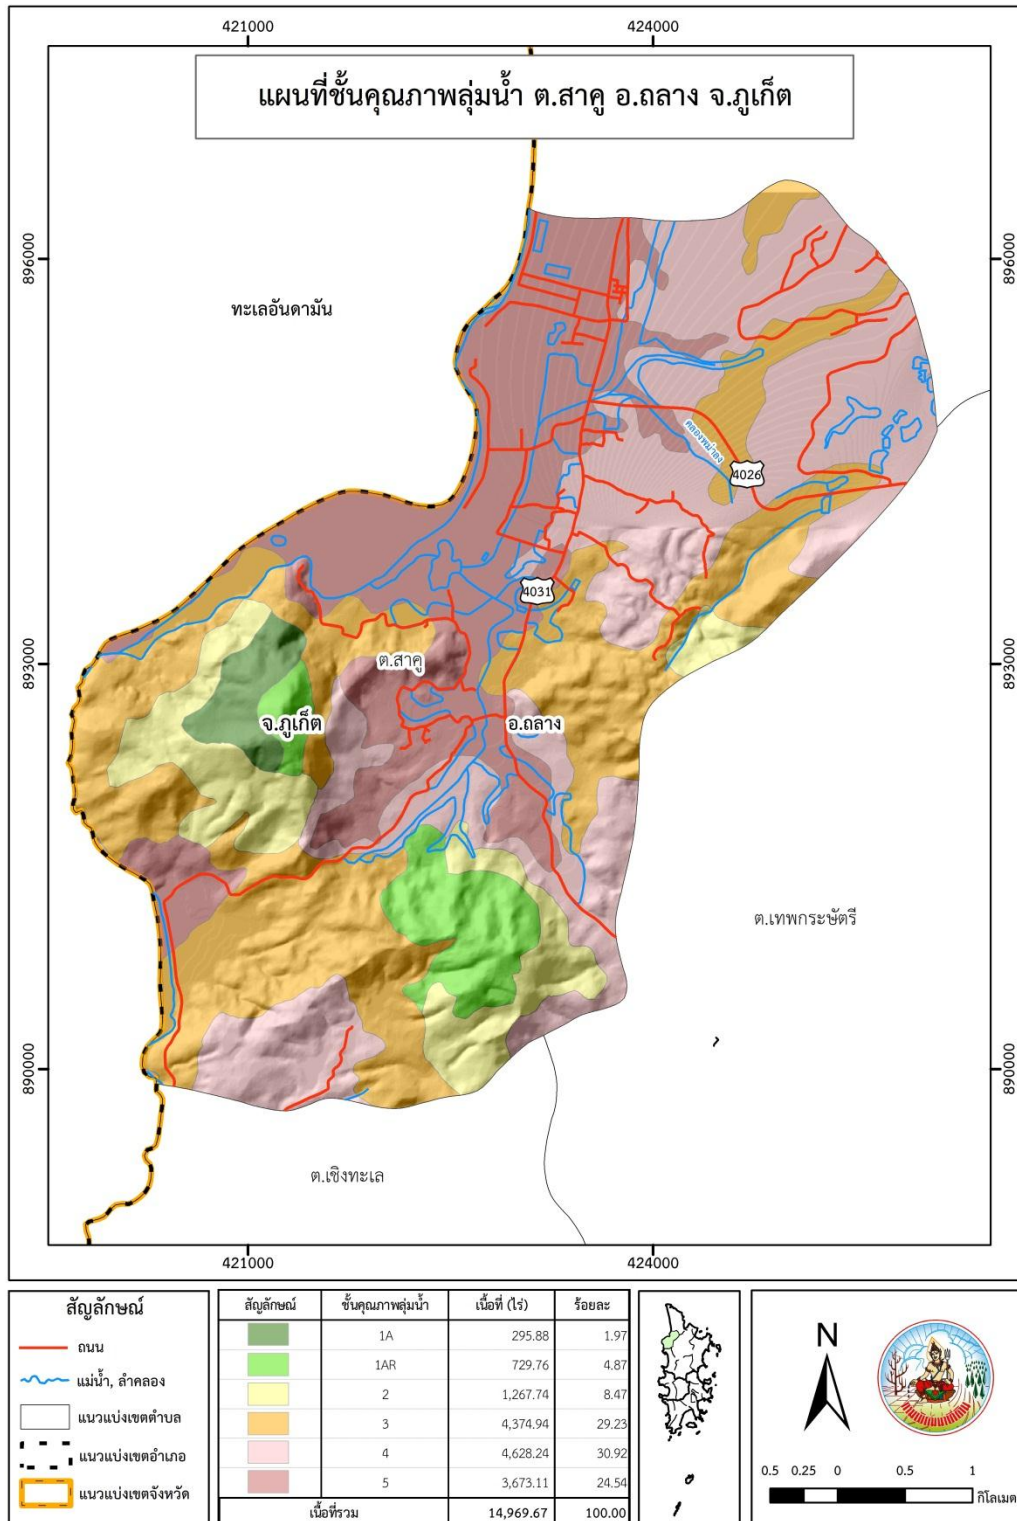 421000 424000
แผนที่ชั้นคุณภาพลุ่มน้ำ ต.สาคู อ.ถลาง จ.ภูเก็ต
896000 896000
ทะเลอันดามัน
4026
4031
893000 893000
ต.สาคู
จ.ภูเก็ต อ.ถลาง
ต.เทพกระษัตรี
890000 890000
ต.เชิงทะเล
421000 424000
สัญลักษณ์
ถนน
แม่น้ำ, ลำคลอง
แนวแบ่งเขตตำบล
แนวแบ่งเขตอำเภอ
แนวแบ่งเขตจังหวัด
สัญลักษณ์ ชั้นคุณภาพลุ่มน้ำ เนื้อที่ (ไร่) ร้อยละ
1A 295.88 1.97
1AR 729.76 4.87
2 1,267.74 8.47
3 4,374.94 29.23
4 4,628.24 30.92
5 3,673.11 24.54
เนื้อที่รวม 14,969.67 100.00
N
กรมพัฒนาที่ดิน
0.5 0.25 0 0.5 1
กิโลเมต